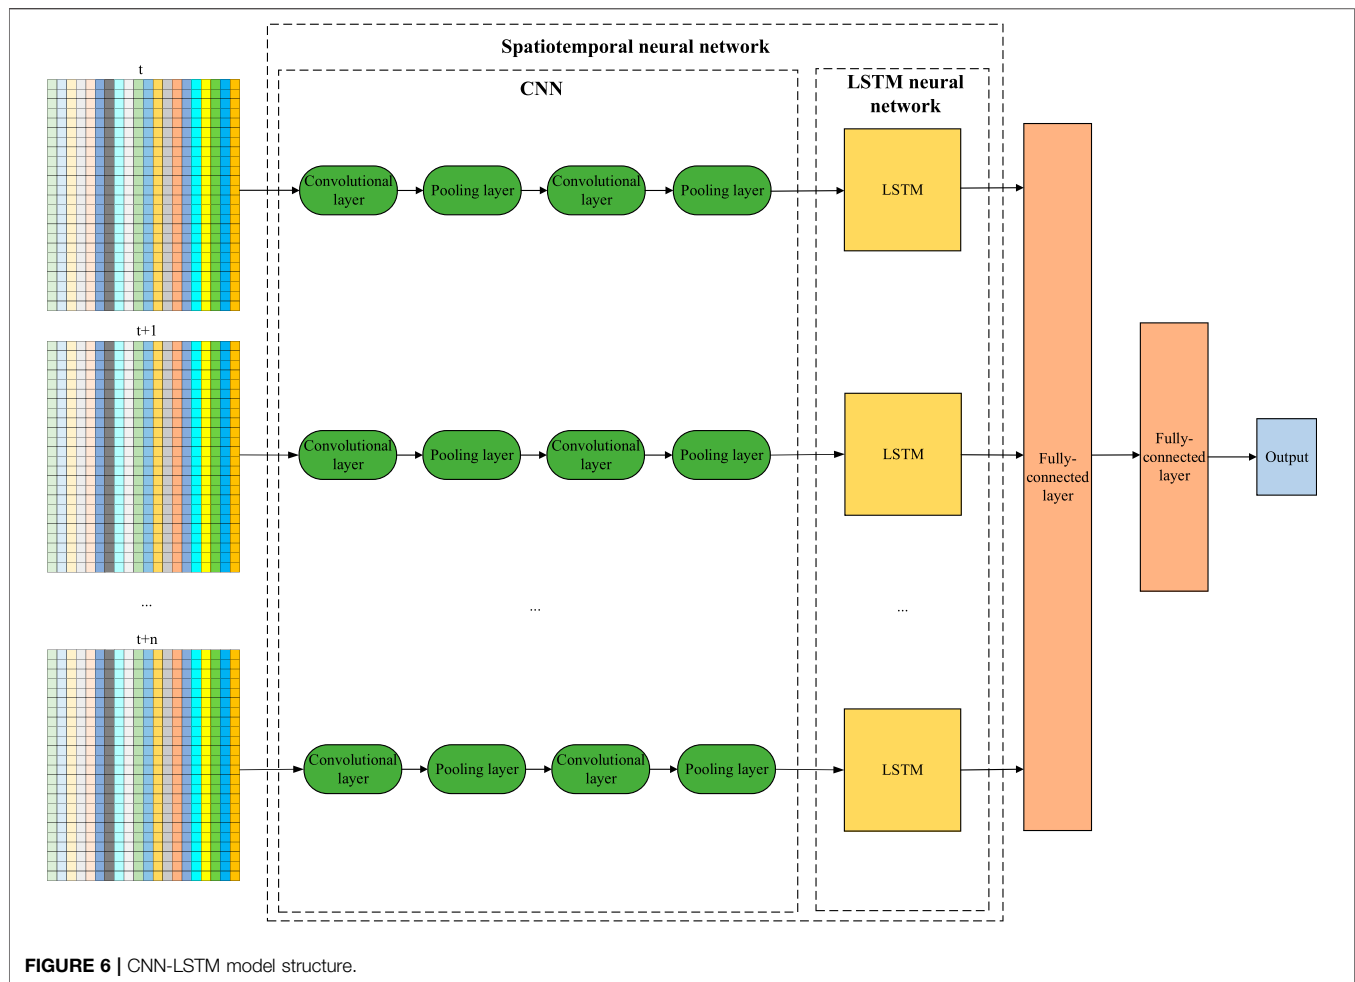 Spatiotemporal neural network
CNN
LSTM neural
network
t
Convolutional
layer
Pooling layer
Convolutional
layer
Pooling layer
LSTM
t+1
Convolutional
layer
Pooling layer
Convolutional
layer
Pooling layer
LSTM
Fully-
connected
layer
Fully-
connected
layer
Output
...
...
...
t+n
Convolutional
layer
Pooling layer
Convolutional
layer
Pooling layer
LSTM
FIGURE 6 | CNN-LSTM model structure.